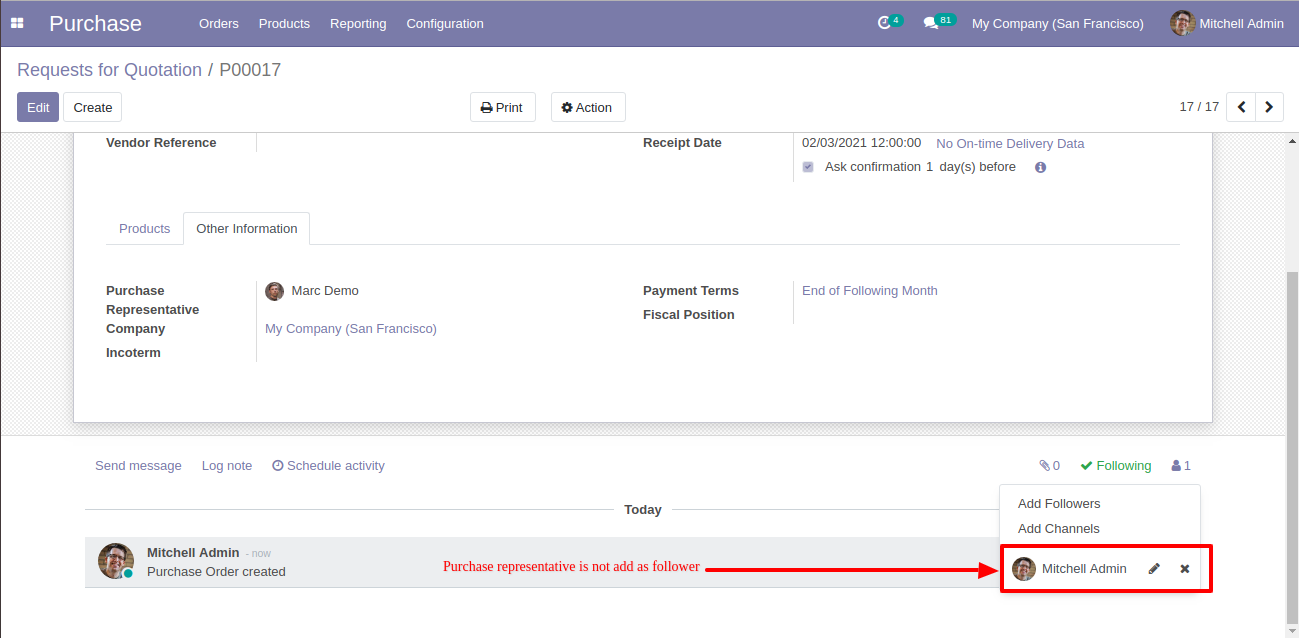 Purchase Orders Products Reporting Configuration 4 81 My Company (San Francisco) Mitchell Admin
Requests for Quotation / P00017
Edit Create Print Action 17 / 17
Vendor Reference
Receipt Date 02/03/2021 12:00:00 No On-time Delivery Data
Ask confirmation 1 day(s) before
Products Other Information
Purchase
Representative
Marc Demo
Company My Company (San Francisco)
Incoterm
Payment Terms End of Following Month
Fiscal Position
Send message Log note Schedule activity 0 Following 1
Add Followers
Add Channels
Mitchell Admin
Today
Mitchell Admin - now
Purchase Order created
Purchase representative is not add as follower